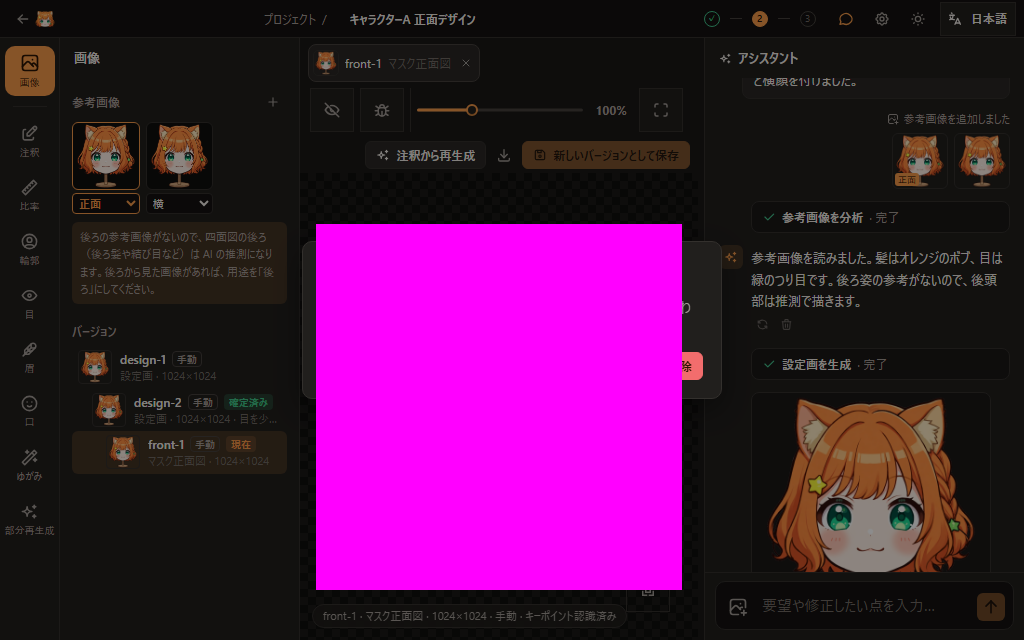 プロジェクト / キャラクターA 正面デザイン
2
3
日本語
画像
注釈
比率
輪郭
目
眉
口
ゆがみ
部分再生成
画像
参考画像
正面
横
後ろの参考画像がないので、四面図の後ろ
（後ろ髪や結び目など）は AI の推測になり
ます。後ろから見た画像があれば、用途を「後
ろ」にしてください。
バージョン
design-1 手動
設定画 · 1024×1024
design-2 手動 確定済み
設定画 · 1024×1024 · 目を少...
front-1 手動 現在
マスク正面図 · 1024×1024
front-1 マスク正面図 ×
100%
注釈から再生成
新しいバージョンとして保存
わ
除
front-1 · マスク正面図 · 1024×1024 · 手動 · キーポイント認識済み
アシスタント
と横顔を付けました。
参考画像を追加しました
正面
参考画像を分析 · 完了
参考画像を読みました。髪はオレンジのボブ、目は
緑のつり目です。後ろ姿の参考がないので、後頭
部は推測で描きます。
設定画を生成 · 完了
要望や修正したい点を入力...